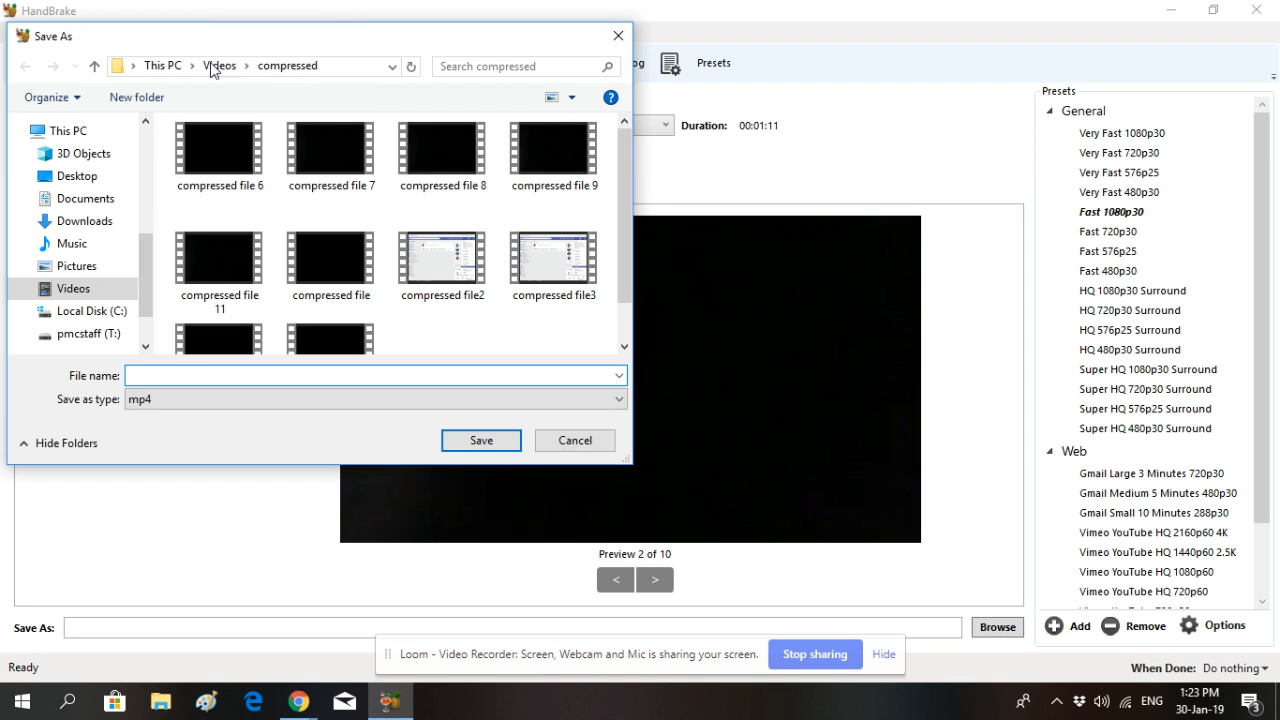 HandBrake
Save As
This PC > Videos > compressed
Search compressed
Organize
New folder
This PC
3D Objects
Desktop
Documents
Downloads
Music
Pictures
Videos
Local Disk (C:)
pmcstaff (T:)
compressed file 6
compressed file 7
compressed file 8
compressed file 9
compressed file 11
compressed file
compressed file2
compressed file3
File name:
Save as type: mp4
Hide Folders
Save
Cancel
Presets
Duration: 00:01:11
Preview 2 of 10
<
>
Presets
General
Very Fast 1080p30
Very Fast 720p30
Very Fast 576p25
Very Fast 480p30
Fast 1080p30
Fast 720p30
Fast 576p25
Fast 480p30
HQ 1080p30 Surround
HQ 720p30 Surround
HQ 576p25 Surround
HQ 480p30 Surround
Super HQ 1080p30 Surround
Super HQ 720p30 Surround
Super HQ 576p25 Surround
Super HQ 480p30 Surround
Web
Gmail Large 3 Minutes 720p30
Gmail Medium 5 Minutes 480p30
Gmail Small 10 Minutes 288p30
Vimeo YouTube HQ 2160p60 4K
Vimeo YouTube HQ 1440p60 2.5K
Vimeo YouTube HQ 1080p60
Vimeo YouTube HQ 720p60
Add
Remove
Options
Save As:
Browse
Loom - Video Recorder: Screen, Webcam and Mic is sharing your screen.
Stop sharing
Hide
Ready
When Done: Do nothing
ENG
1:23 PM
30-Jan-19
3